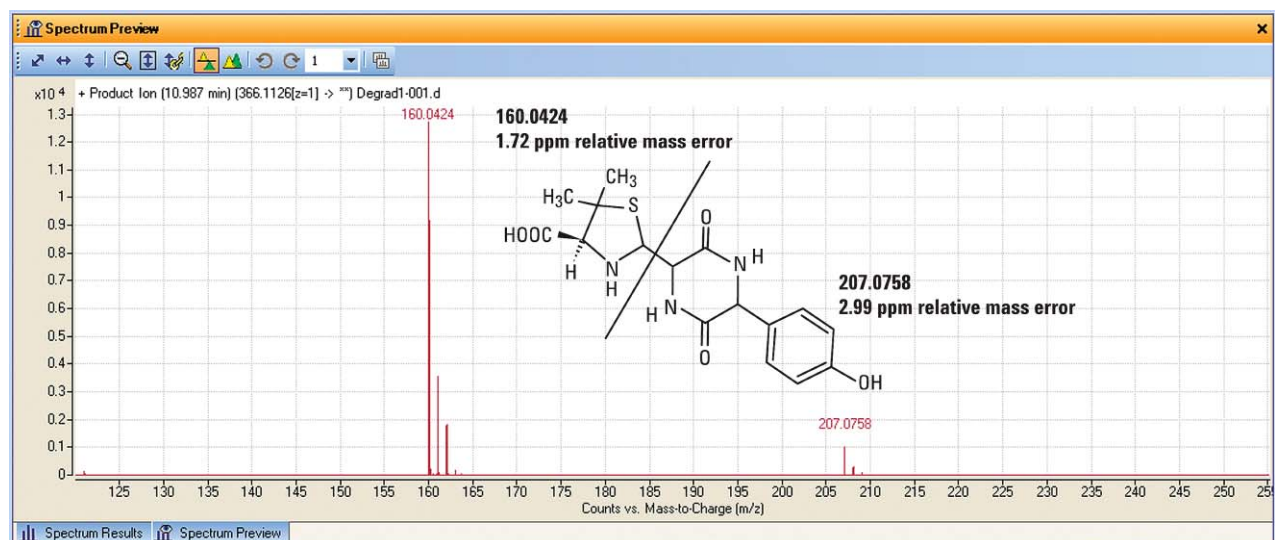 Spectrum Preview
1
x10 4 + Product Ion (10.987 min) (366.1126[z=1] -> **) Degrad1-001.d
1.3
1.2
1.1
1
0.9
0.8
0.7
0.6
0.5
0.4
0.3
0.2
0.1
0
160.0424
160.0424
1.72 ppm relative mass error
CH3
H3C
S
HOOC
H
N
H
O
N H
H N
O
OH
207.0758
2.99 ppm relative mass error
207.0758
125 130 135 140 145 150 155 160 165 170 175 180 185 190 195 200 205 210 215 220 225 230 235 240 245 250 25
Counts vs. Mass-to-Charge (m/z)
Spectrum Results Spectrum Preview